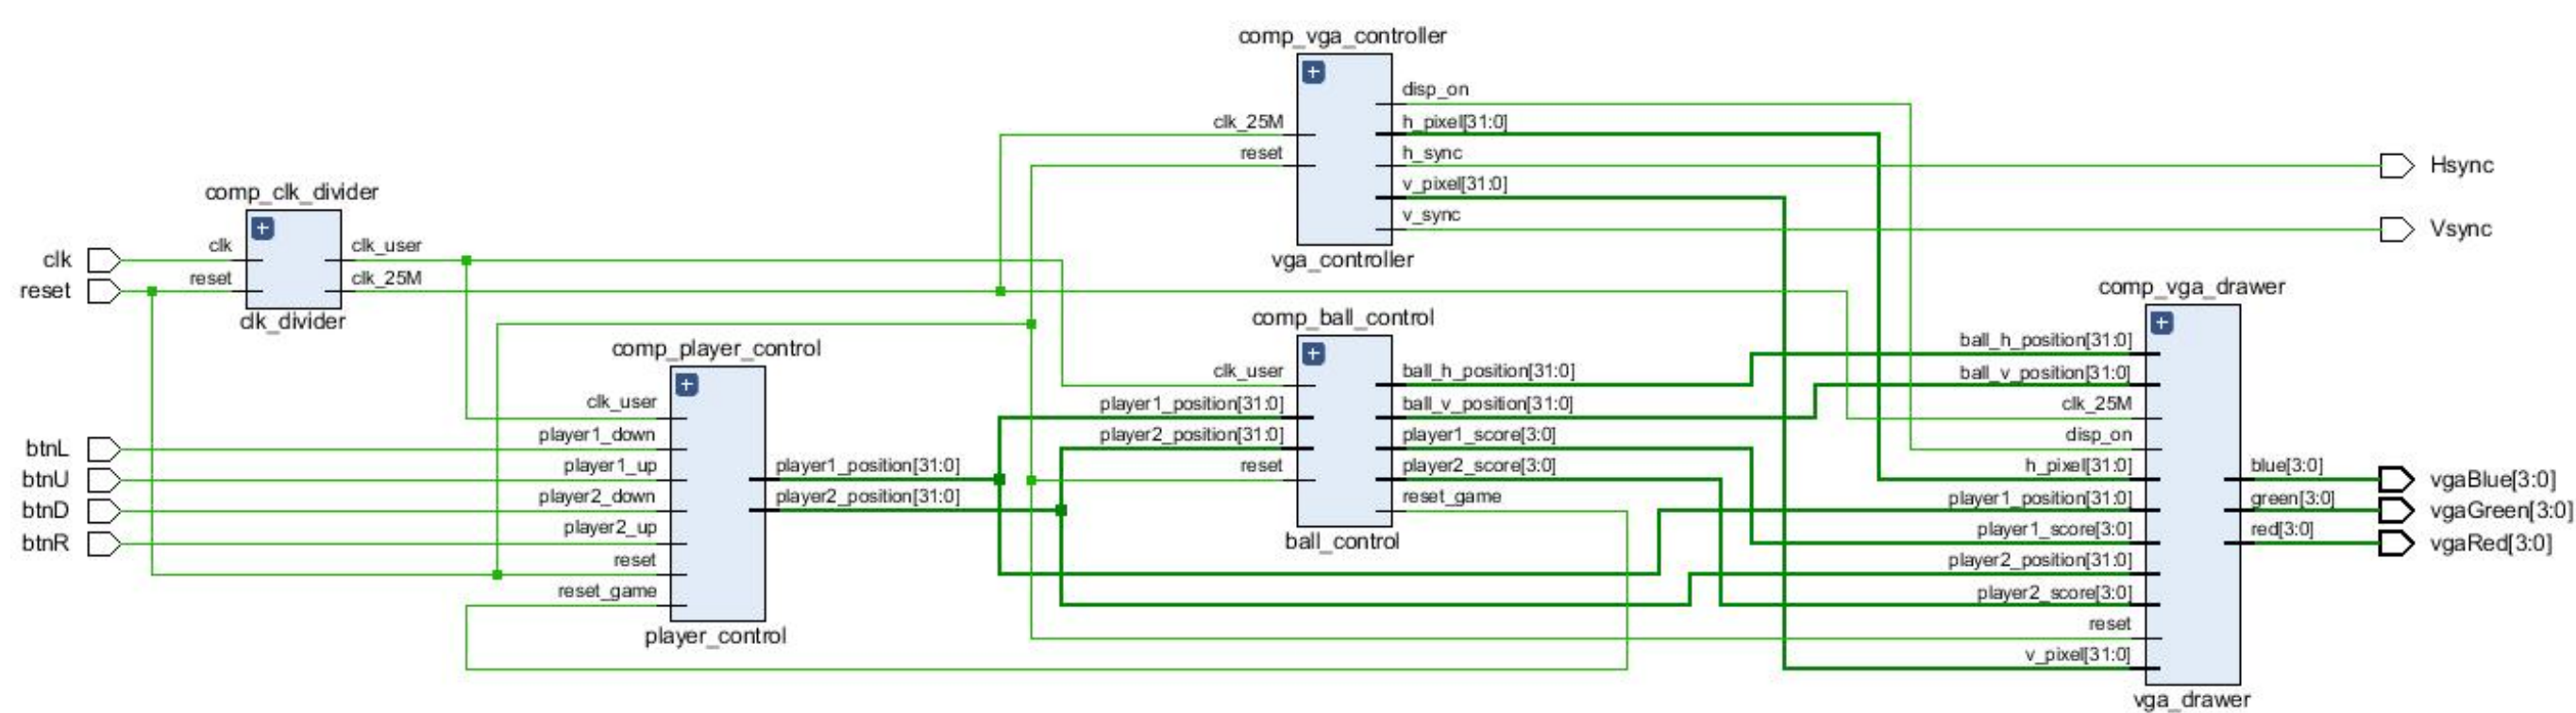 clk
reset
btnL
btnU
btnD
btnR
comp_clk_divider
clk
reset
clk_user
clk_25M
clk_divider
comp_player_control
clk_user
player1_down
player1_up
player2_down
player2_up
reset
reset_game
player1_position[31:0]
player2_position[31:0]
player_control
comp_vga_controller
clk_25M
reset
disp_on
h_pixel[31:0]
h_sync
v_pixel[31:0]
v_sync
vga_controller
comp_ball_control
clk_user
player1_position[31:0]
player2_position[31:0]
reset
ball_h_position[31:0]
ball_v_position[31:0]
player1_score[3:0]
player2_score[3:0]
reset_game
ball_control
comp_vga_drawer
ball_h_position[31:0]
ball_v_position[31:0]
clk_25M
disp_on
h_pixel[31:0]
player1_position[31:0]
player1_score[3:0]
player2_position[31:0]
player2_score[3:0]
reset
v_pixel[31:0]
blue[3:0]
green[3:0]
red[3:0]
vga_drawer
Hsync
Vsync
vgaBlue[3:0]
vgaGreen[3:0]
vgaRed[3:0]